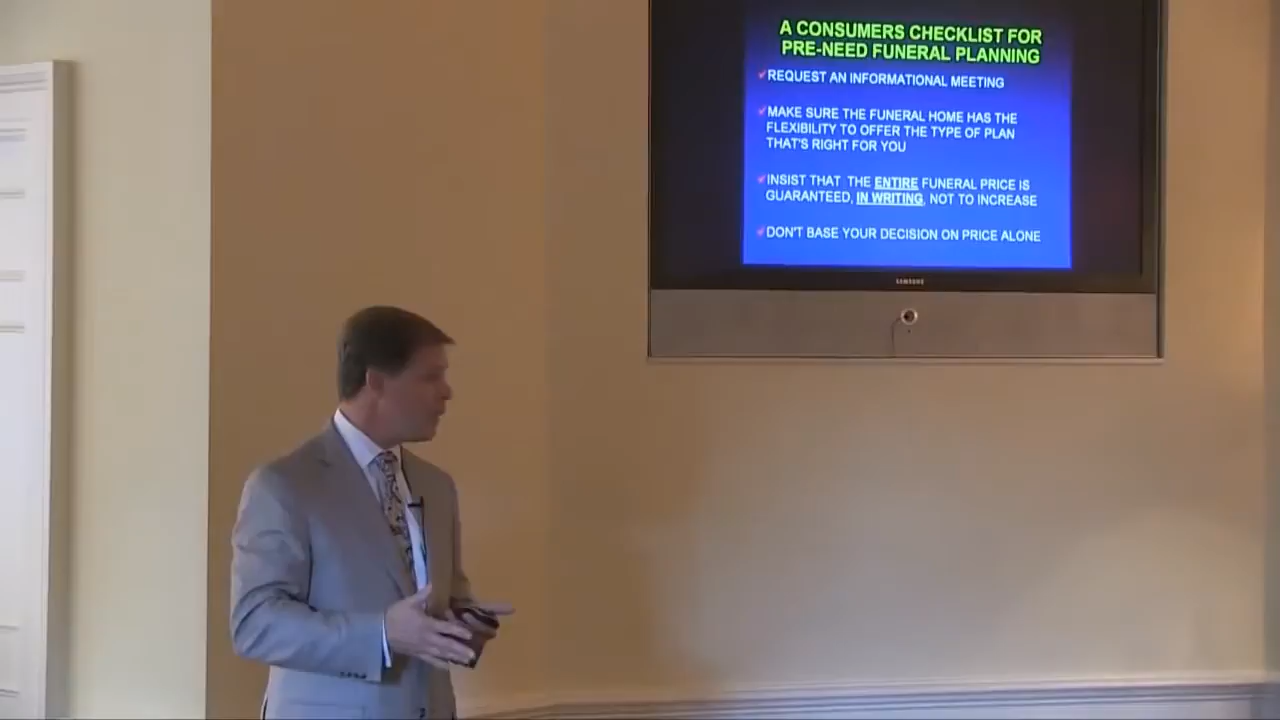 A CONSUMERS CHECKLIST FOR
PRE-NEED FUNERAL PLANNING
✓REQUEST AN INFORMATIONAL MEETING
✓MAKE SURE THE FUNERAL HOME HAS THE
FLEXIBILITY TO OFFER THE TYPE OF PLAN
THAT'S RIGHT FOR YOU
✓INSIST THAT THE ENTIRE FUNERAL PRICE IS
GUARANTEED, IN WRITING, NOT TO INCREASE
✓DON'T BASE YOUR DECISION ON PRICE ALONE
SAMSUNG